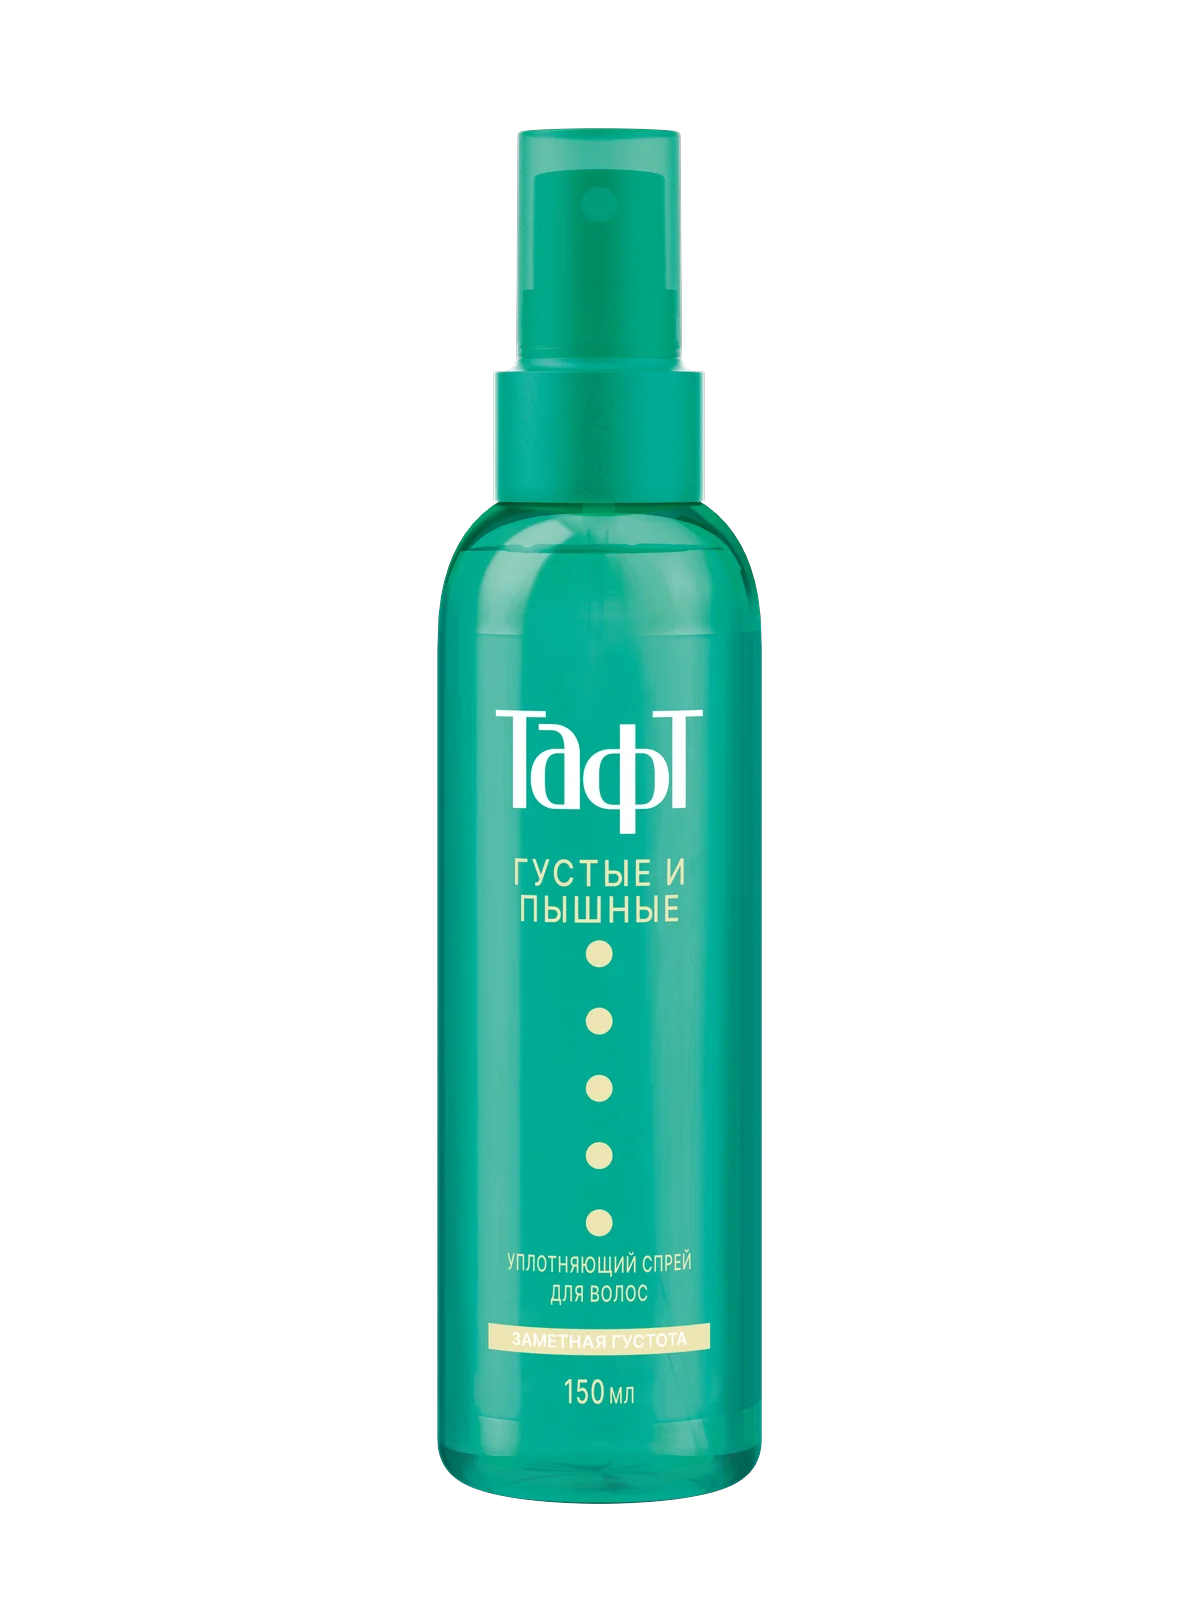 Тафт
ГУСТЫЕ И
ПЫШНЫЕ
УПЛОТНЯЮЩИЙ СПРЕЙ
ДЛЯ ВОЛОС
ЗАМЕТНАЯ ГУСТОТА
150 МЛ